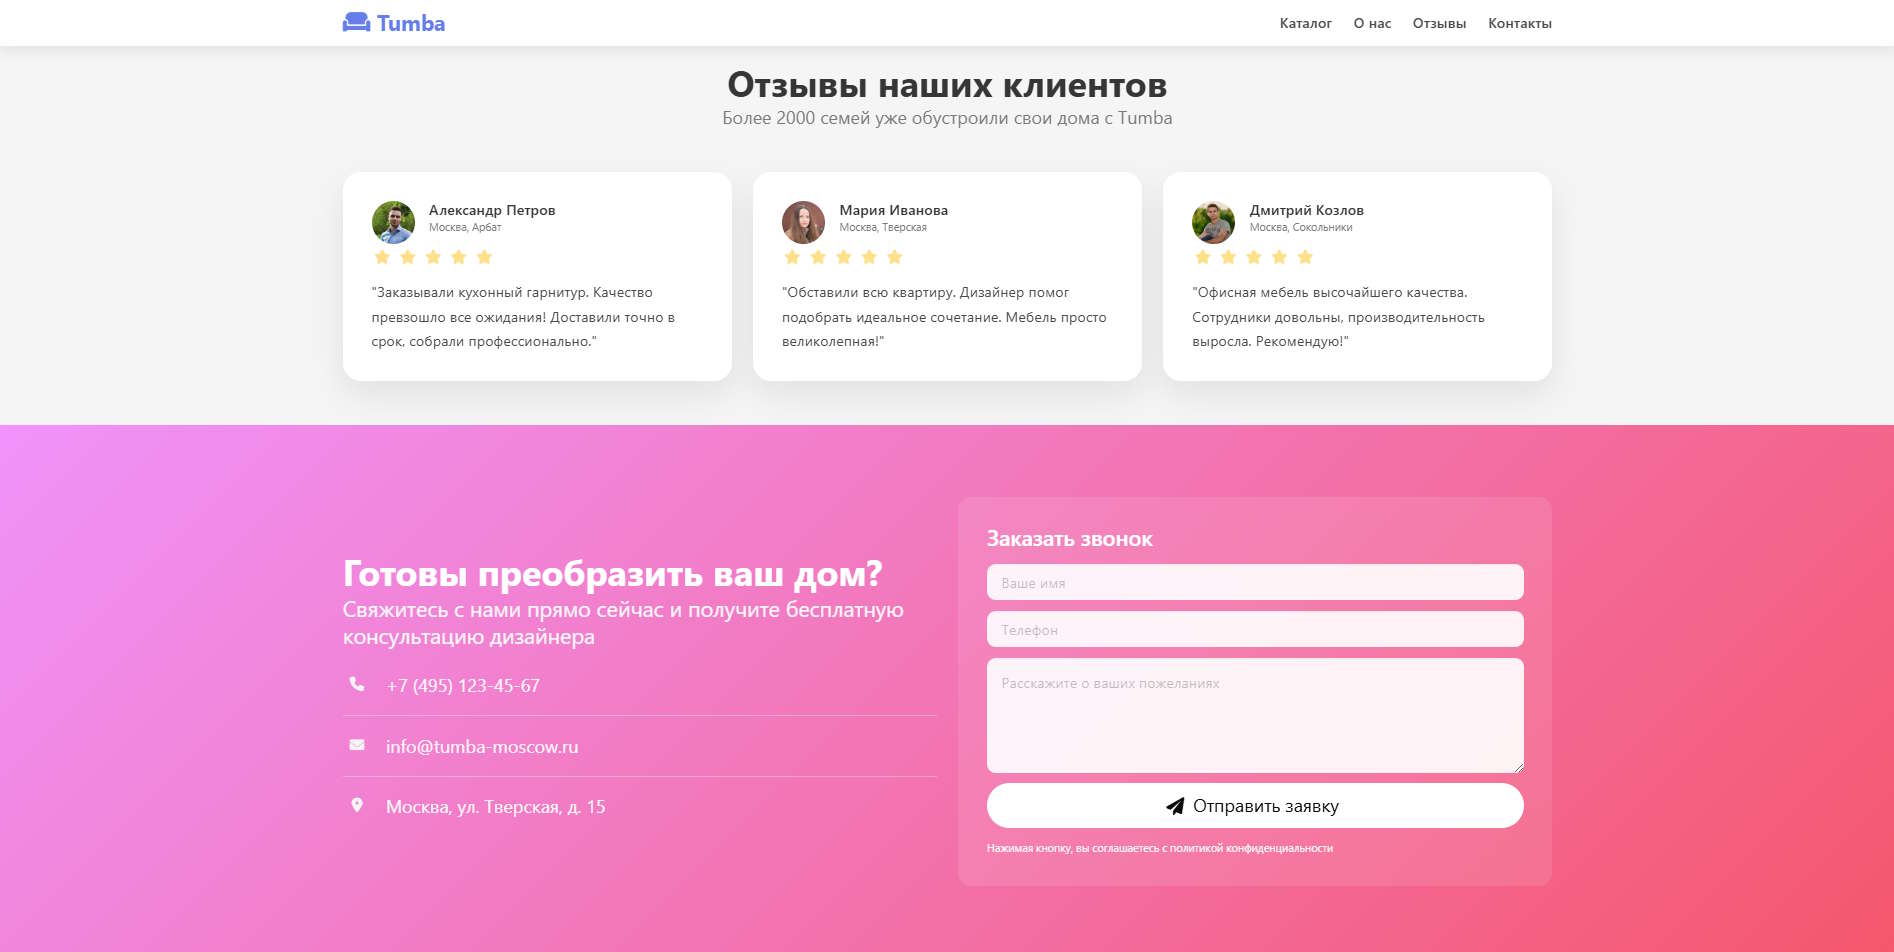 Tumba
Каталог
О нас
Отзывы
Контакты
Отзывы наших клиентов
Более 2000 семей уже обустроили свои дома с Tumba
Александр Петров
Москва, Арбат
"Заказывали кухонный гарнитур. Качество
превзошло все ожидания! Доставили точно в
срок, собрали профессионально."
Мария Иванова
Москва, Тверская
"Обставили всю квартиру. Дизайнер помог
подобрать идеальное сочетание. Мебель просто
великолепная!"
Дмитрий Козлов
Москва, Сокольники
"Офисная мебель высочайшего качества.
Сотрудники довольны, производительность
выросла. Рекомендую!"
Готовы преобразить ваш дом?
Свяжитесь с нами прямо сейчас и получите бесплатную
консультацию дизайнера
+7 (495) 123-45-67
info@tumba-moscow.ru
Москва, ул. Тверская, д. 15
Заказать звонок
Ваше имя
Телефон
Расскажите о ваших пожеланиях
Отправить заявку
Нажимая кнопку, вы соглашаетесь с политикой конфиденциальности